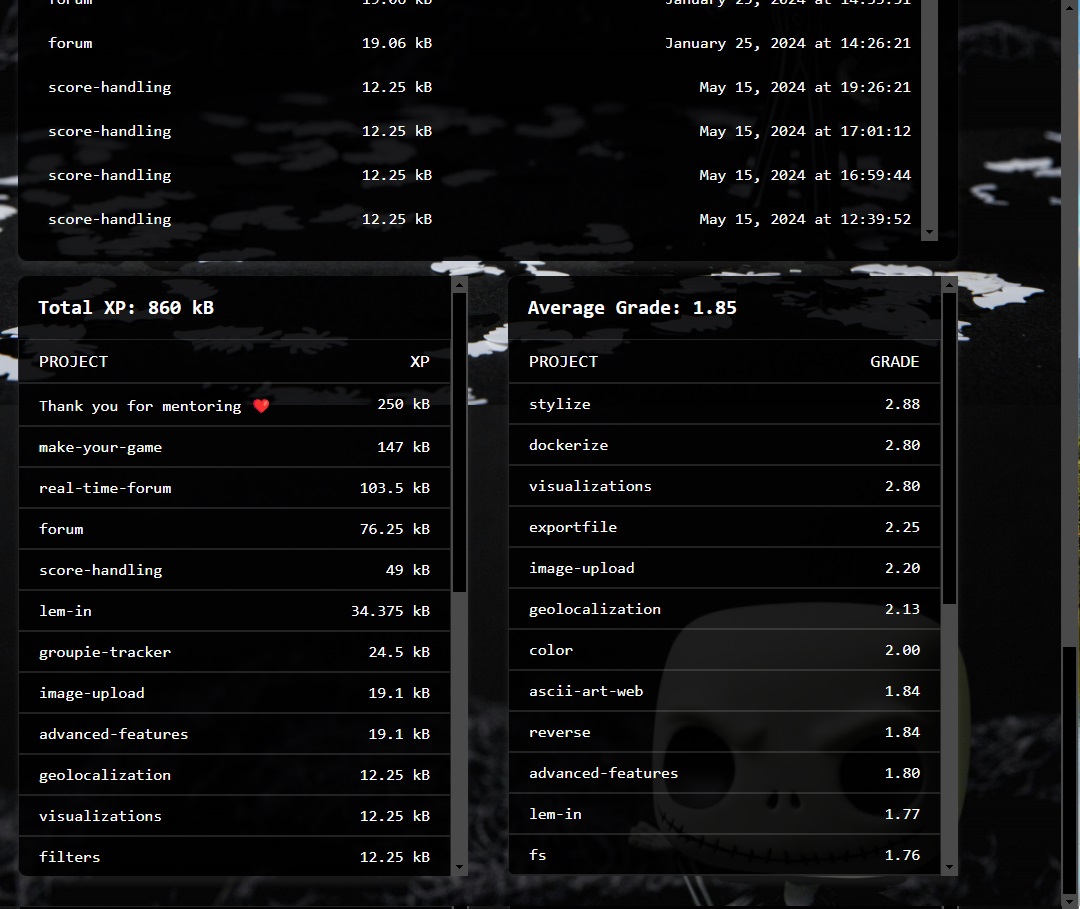 forum 19.06 kB January 25, 2024 at 14:26:21
score-handling 12.25 kB May 15, 2024 at 19:26:21
score-handling 12.25 kB May 15, 2024 at 17:01:12
score-handling 12.25 kB May 15, 2024 at 16:59:44
score-handling 12.25 kB May 15, 2024 at 12:39:52
Total XP: 860 kB
PROJECT XP
Thank you for mentoring ❤️ 250 kB
make-your-game 147 kB
real-time-forum 103.5 kB
forum 76.25 kB
score-handling 49 kB
lem-in 34.375 kB
groupie-tracker 24.5 kB
image-upload 19.1 kB
advanced-features 19.1 kB
geolocalization 12.25 kB
visualizations 12.25 kB
filters 12.25 kB
Average Grade: 1.85
PROJECT GRADE
stylize 2.88
dockerize 2.80
visualizations 2.80
exportfile 2.25
image-upload 2.20
geolocalization 2.13
color 2.00
ascii-art-web 1.84
reverse 1.84
advanced-features 1.80
lem-in 1.77
fs 1.76